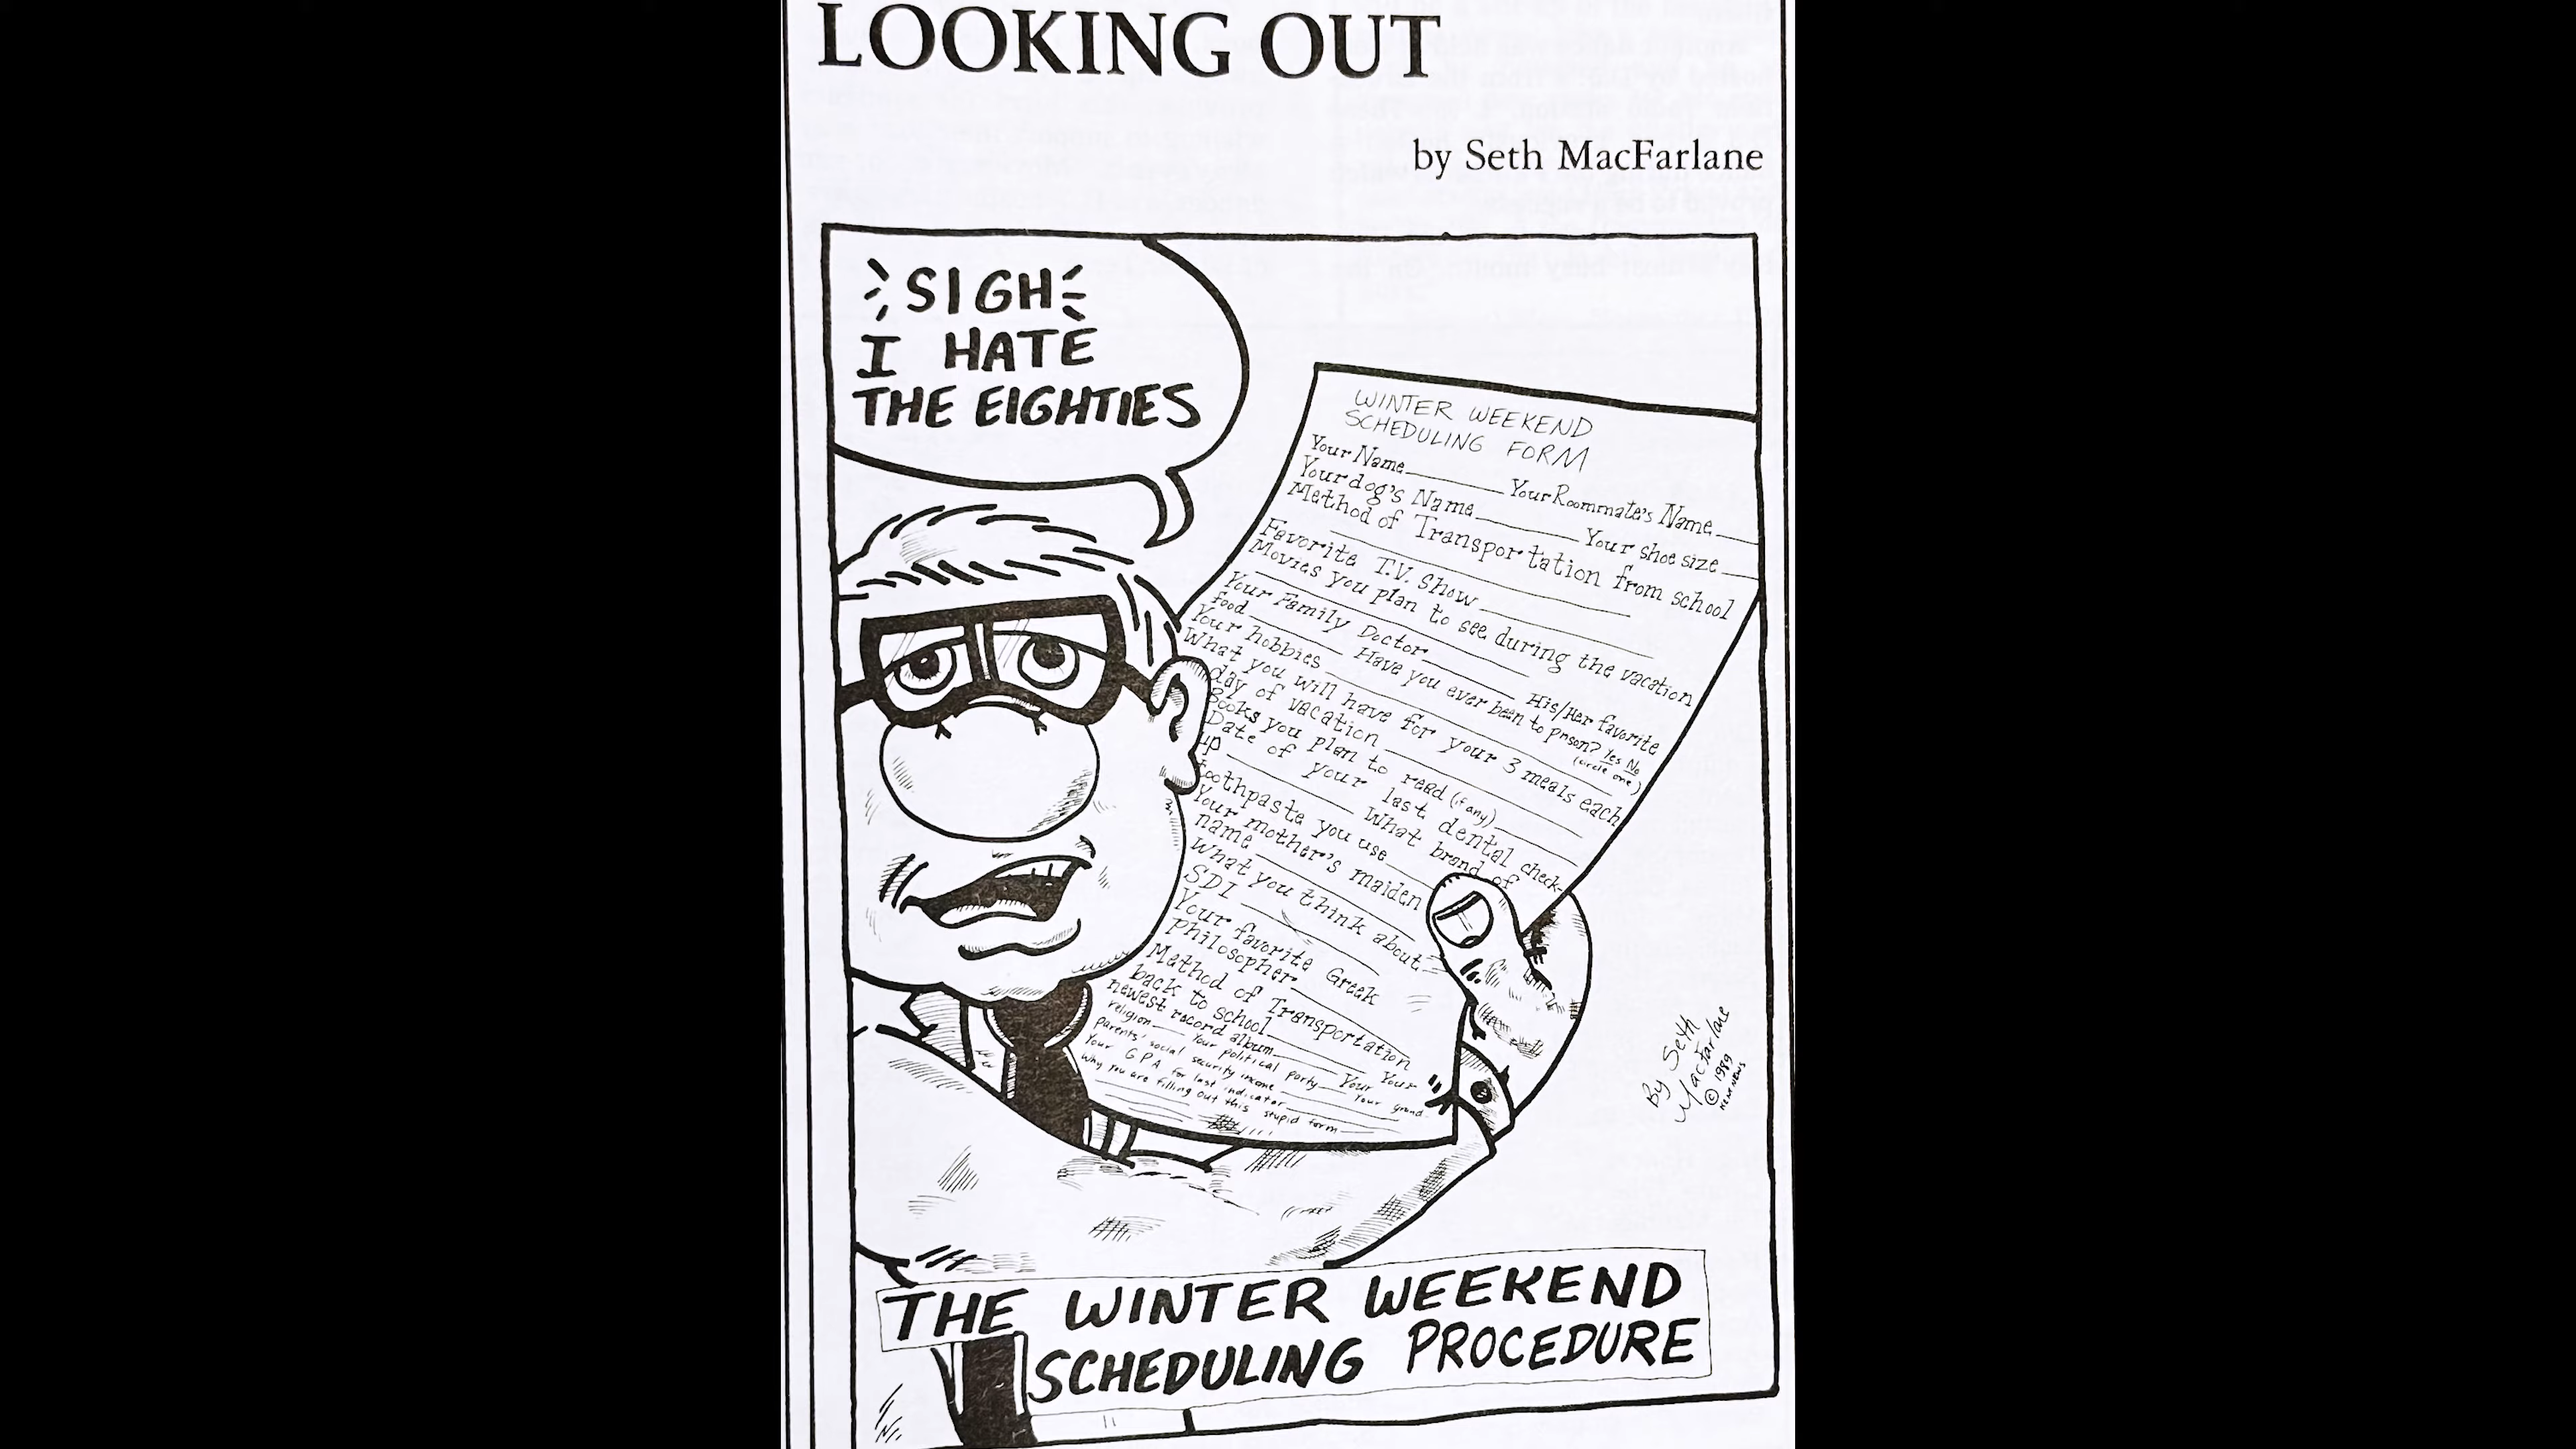 LOOKING OUT
by Seth MacFarlane
SIGH
I HATE
THE EIGHTIES
WINTER WEEKEND
SCHEDULING FORM
Your Name Your Roommate's Name
Your dog's Name Your shoe size
Method of Transportation from school
Favorite T.V. Show
Movies you plan to see during the vacation
Your Family Doctor His/Her favorite
food Have you ever been to prison? Yes No
(circle one)
Your hobbies
What you will have for your 3 meals each
day of vacation
Books you plan to read (if any)
Date of your last dental check-
up What brand of
toothpaste you use
Your mother's maiden
name
What you think about
SDI
Your favorite Greek
philosopher
Method of Transportation
back to school Your
newest record album Your
religion Your political party Your grand
parents' social security income
Your GPA for last indicator
Why you are filling out this stupid form
By Seth
MacFarlane
© 1989
NEWT NEWS
THE WINTER WEEKEND
SCHEDULING PROCEDURE